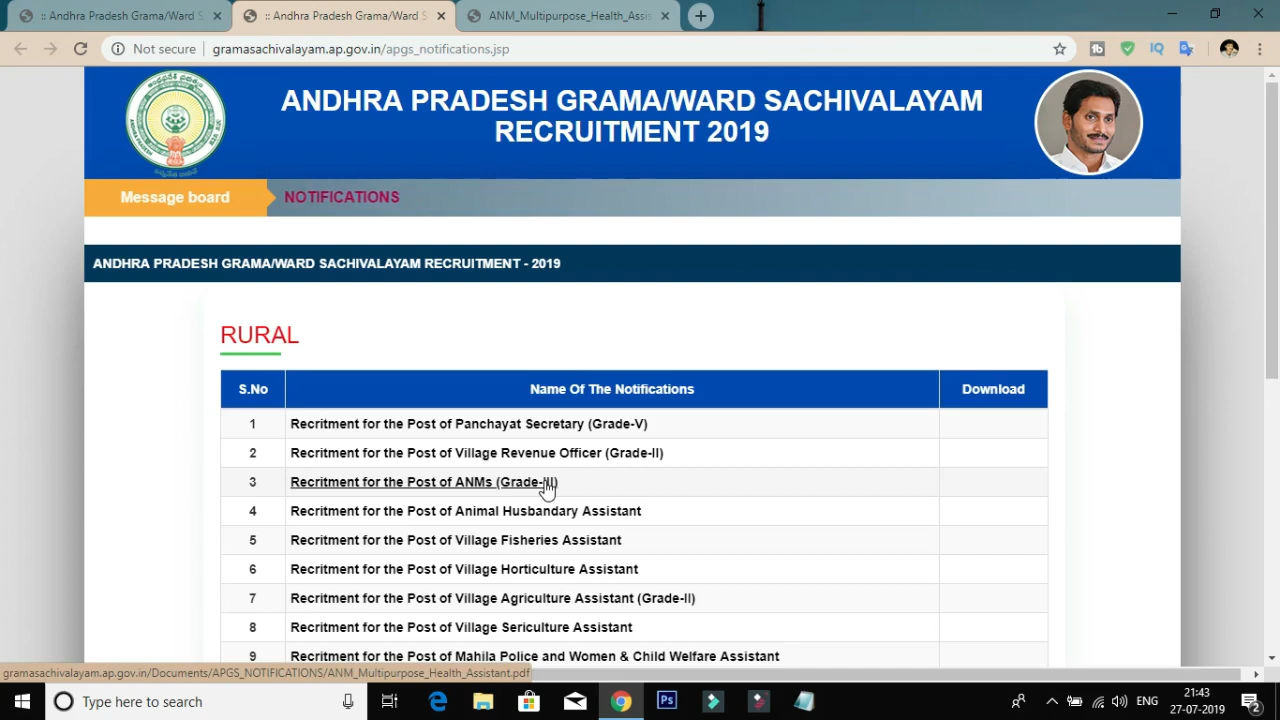 :: Andhra Pradesh Grama/Ward S
:: Andhra Pradesh Grama/Ward S
ANM_Multipurpose_Health_Assis
Not secure
gramasachivalayam.ap.gov.in/apgs_notifications.jsp
ANDHRA PRADESH GRAMA/WARD SACHIVALAYAM
RECRUITMENT 2019
Message board
NOTIFICATIONS
ANDHRA PRADESH GRAMA/WARD SACHIVALAYAM RECRUITMENT - 2019
RURAL
S.No Name Of The Notifications Download
1 Recritment for the Post of Panchayat Secretary (Grade-V)
2 Recritment for the Post of Village Revenue Officer (Grade-II)
3 Recritment for the Post of ANMs (Grade-III)
4 Recritment for the Post of Animal Husbandary Assistant
5 Recritment for the Post of Village Fisheries Assistant
6 Recritment for the Post of Village Horticulture Assistant
7 Recritment for the Post of Village Agriculture Assistant (Grade-II)
8 Recritment for the Post of Village Sericulture Assistant
9 Recritment for the Post of Mahila Police and Women & Child Welfare Assistant
gramasachivalayam.ap.gov.in/Documents/APGS_NOTIFICATIONS/ANM_Multipurpose_Health_Assistant.pdf
Type here to search
Ps
ENG
21:43
27-07-2019
2